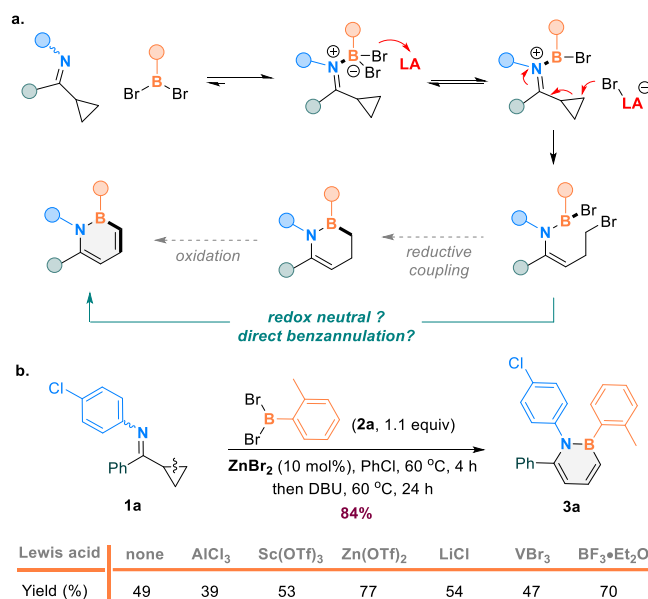 a.
N
B
Br Br
+
N B Br
− Br
LA
+
N B Br
Br
LA −
N B
oxidation
N B
reductive
coupling
B Br
N
Br
redox neutral ?
direct benzannulation?
b.
Cl
N
Ph
1a
Br
B
Br
(2a, 1.1 equiv)
ZnBr2 (10 mol%), PhCl, 60 °C, 4 h
then DBU, 60 °C, 24 h
84%
Cl
N B
Ph
3a
Lewis acid none AlCl3 Sc(OTf)3 Zn(OTf)2 LiCl VBr3 BF3•Et2O
Yield (%) 49 39 53 77 54 47 70